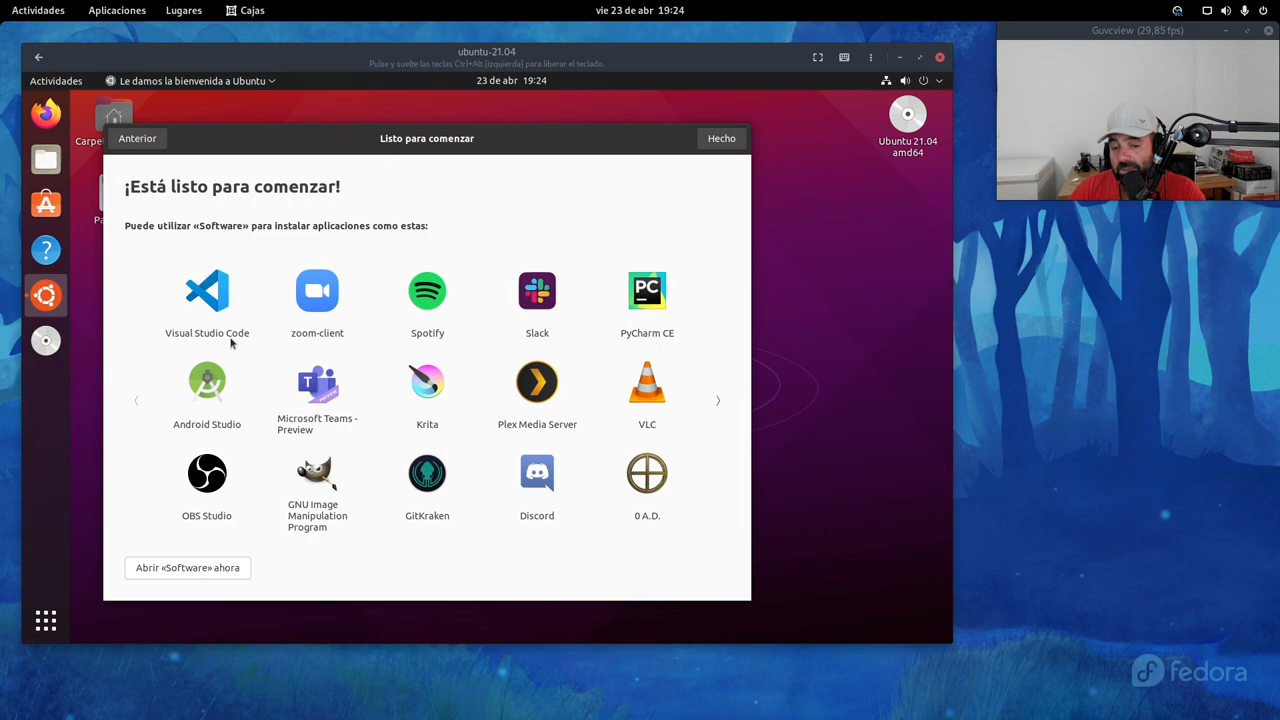 Actividades
Aplicaciones
Lugares
Cajas
vie 23 de abr 19:24
Guvcview (29,85 fps)
ubuntu-21.04
Pulse y suelte las teclas Ctrl+Alt [izquierda] para liberar el teclado.
Actividades
Le damos la bienvenida a Ubuntu
23 de abr 19:24
Carpe
Pa
Ubuntu 21.04
amd64
Anterior
Listo para comenzar
Hecho
¡Está listo para comenzar!
Puede utilizar «Software» para instalar aplicaciones como estas:
PC
Visual Studio Code
zoom-client
Spotify
Slack
PyCharm CE
T
Android Studio
Microsoft Teams -
Preview
Krita
Plex Media Server
VLC
OBS Studio
GNU Image
Manipulation
Program
GitKraken
Discord
0 A.D.
Abrir «Software» ahora
fedora